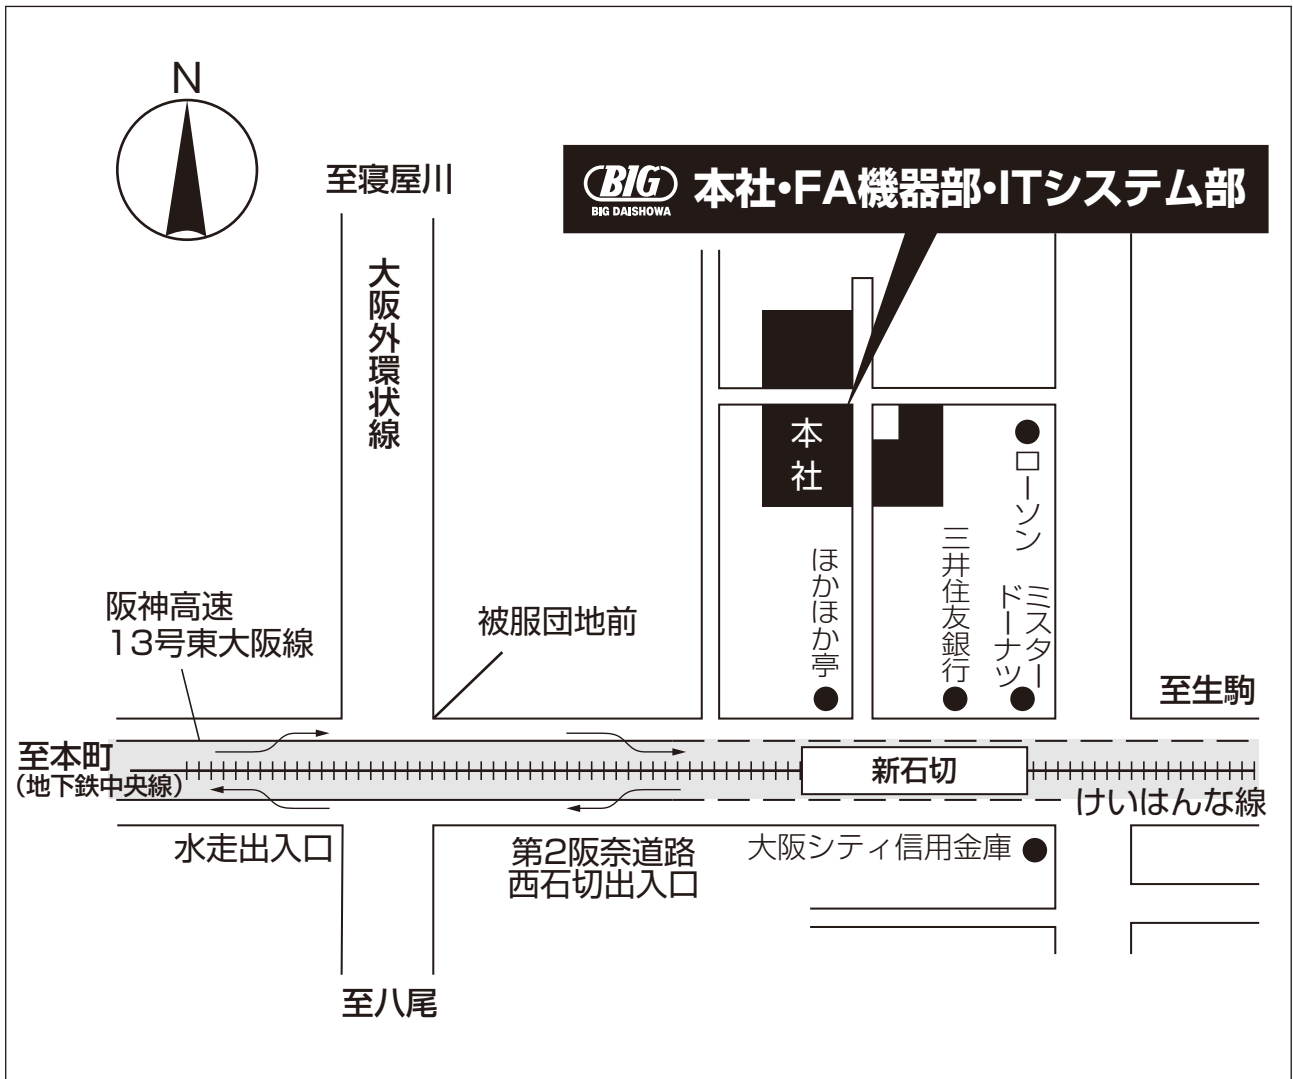 N
至寝屋川
BIG
BIG DAISHOWA
本社・FA機器部・ITシステム部
大阪外環状線
本社
ローソン
ほかほか亭
三井住友銀行
ミスター
ドーナツ
阪神高速
13号東大阪線
被服団地前
至生駒
至本町
(地下鉄中央線)
新石切
けいはんな線
水走出入口
第2阪奈道路
西石切出入口
大阪シティ信用金庫
至八尾